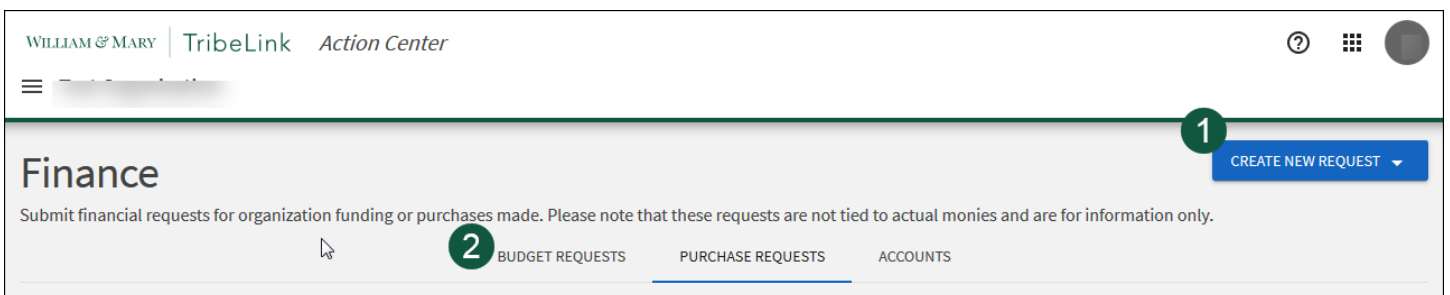 WILLIAM & MARY TribeLink Action Center
1
CREATE NEW REQUEST
Finance
Submit financial requests for organization funding or purchases made. Please note that these requests are not tied to actual monies and are for information only.
2 BUDGET REQUESTS PURCHASE REQUESTS ACCOUNTS